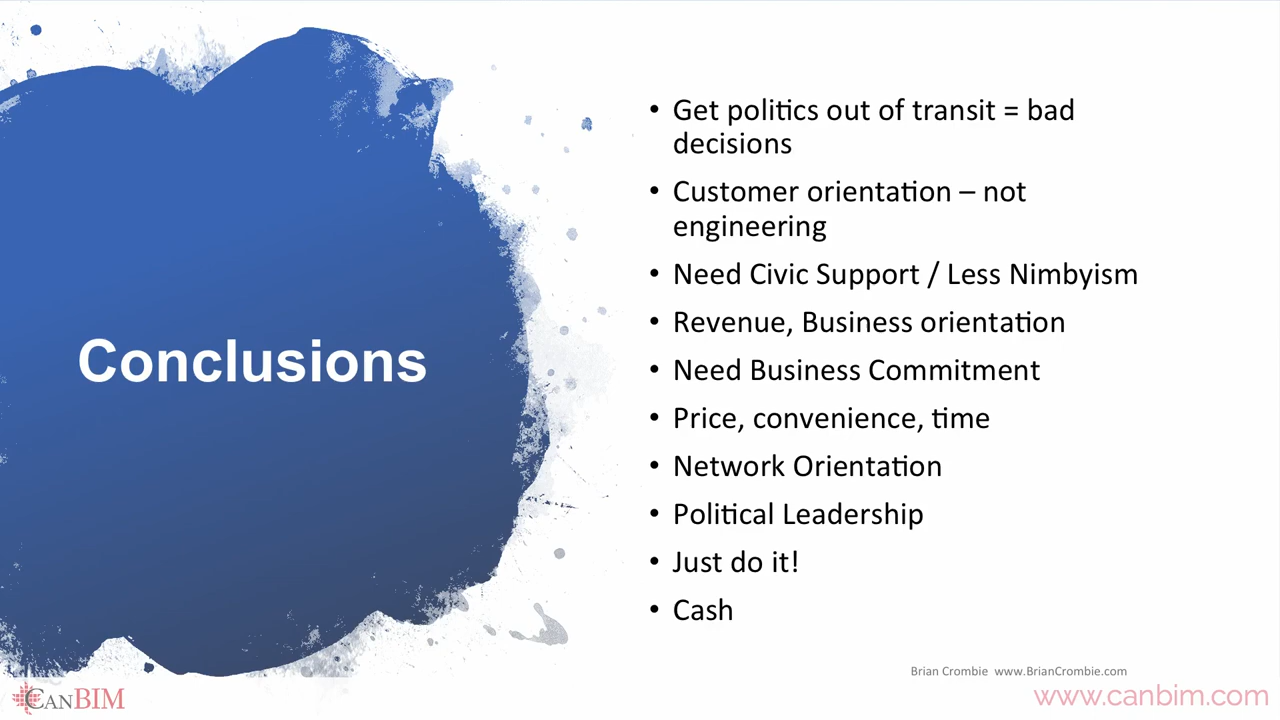 Conclusions
• Get politics out of transit = bad
decisions
• Customer orientation – not
engineering
• Need Civic Support / Less Nimbyism
• Revenue, Business orientation
• Need Business Commitment
• Price, convenience, time
• Network Orientation
• Political Leadership
• Just do it!
• Cash
Brian Crombie www.BrianCrombie.com
CANBIM
www.canbim.com